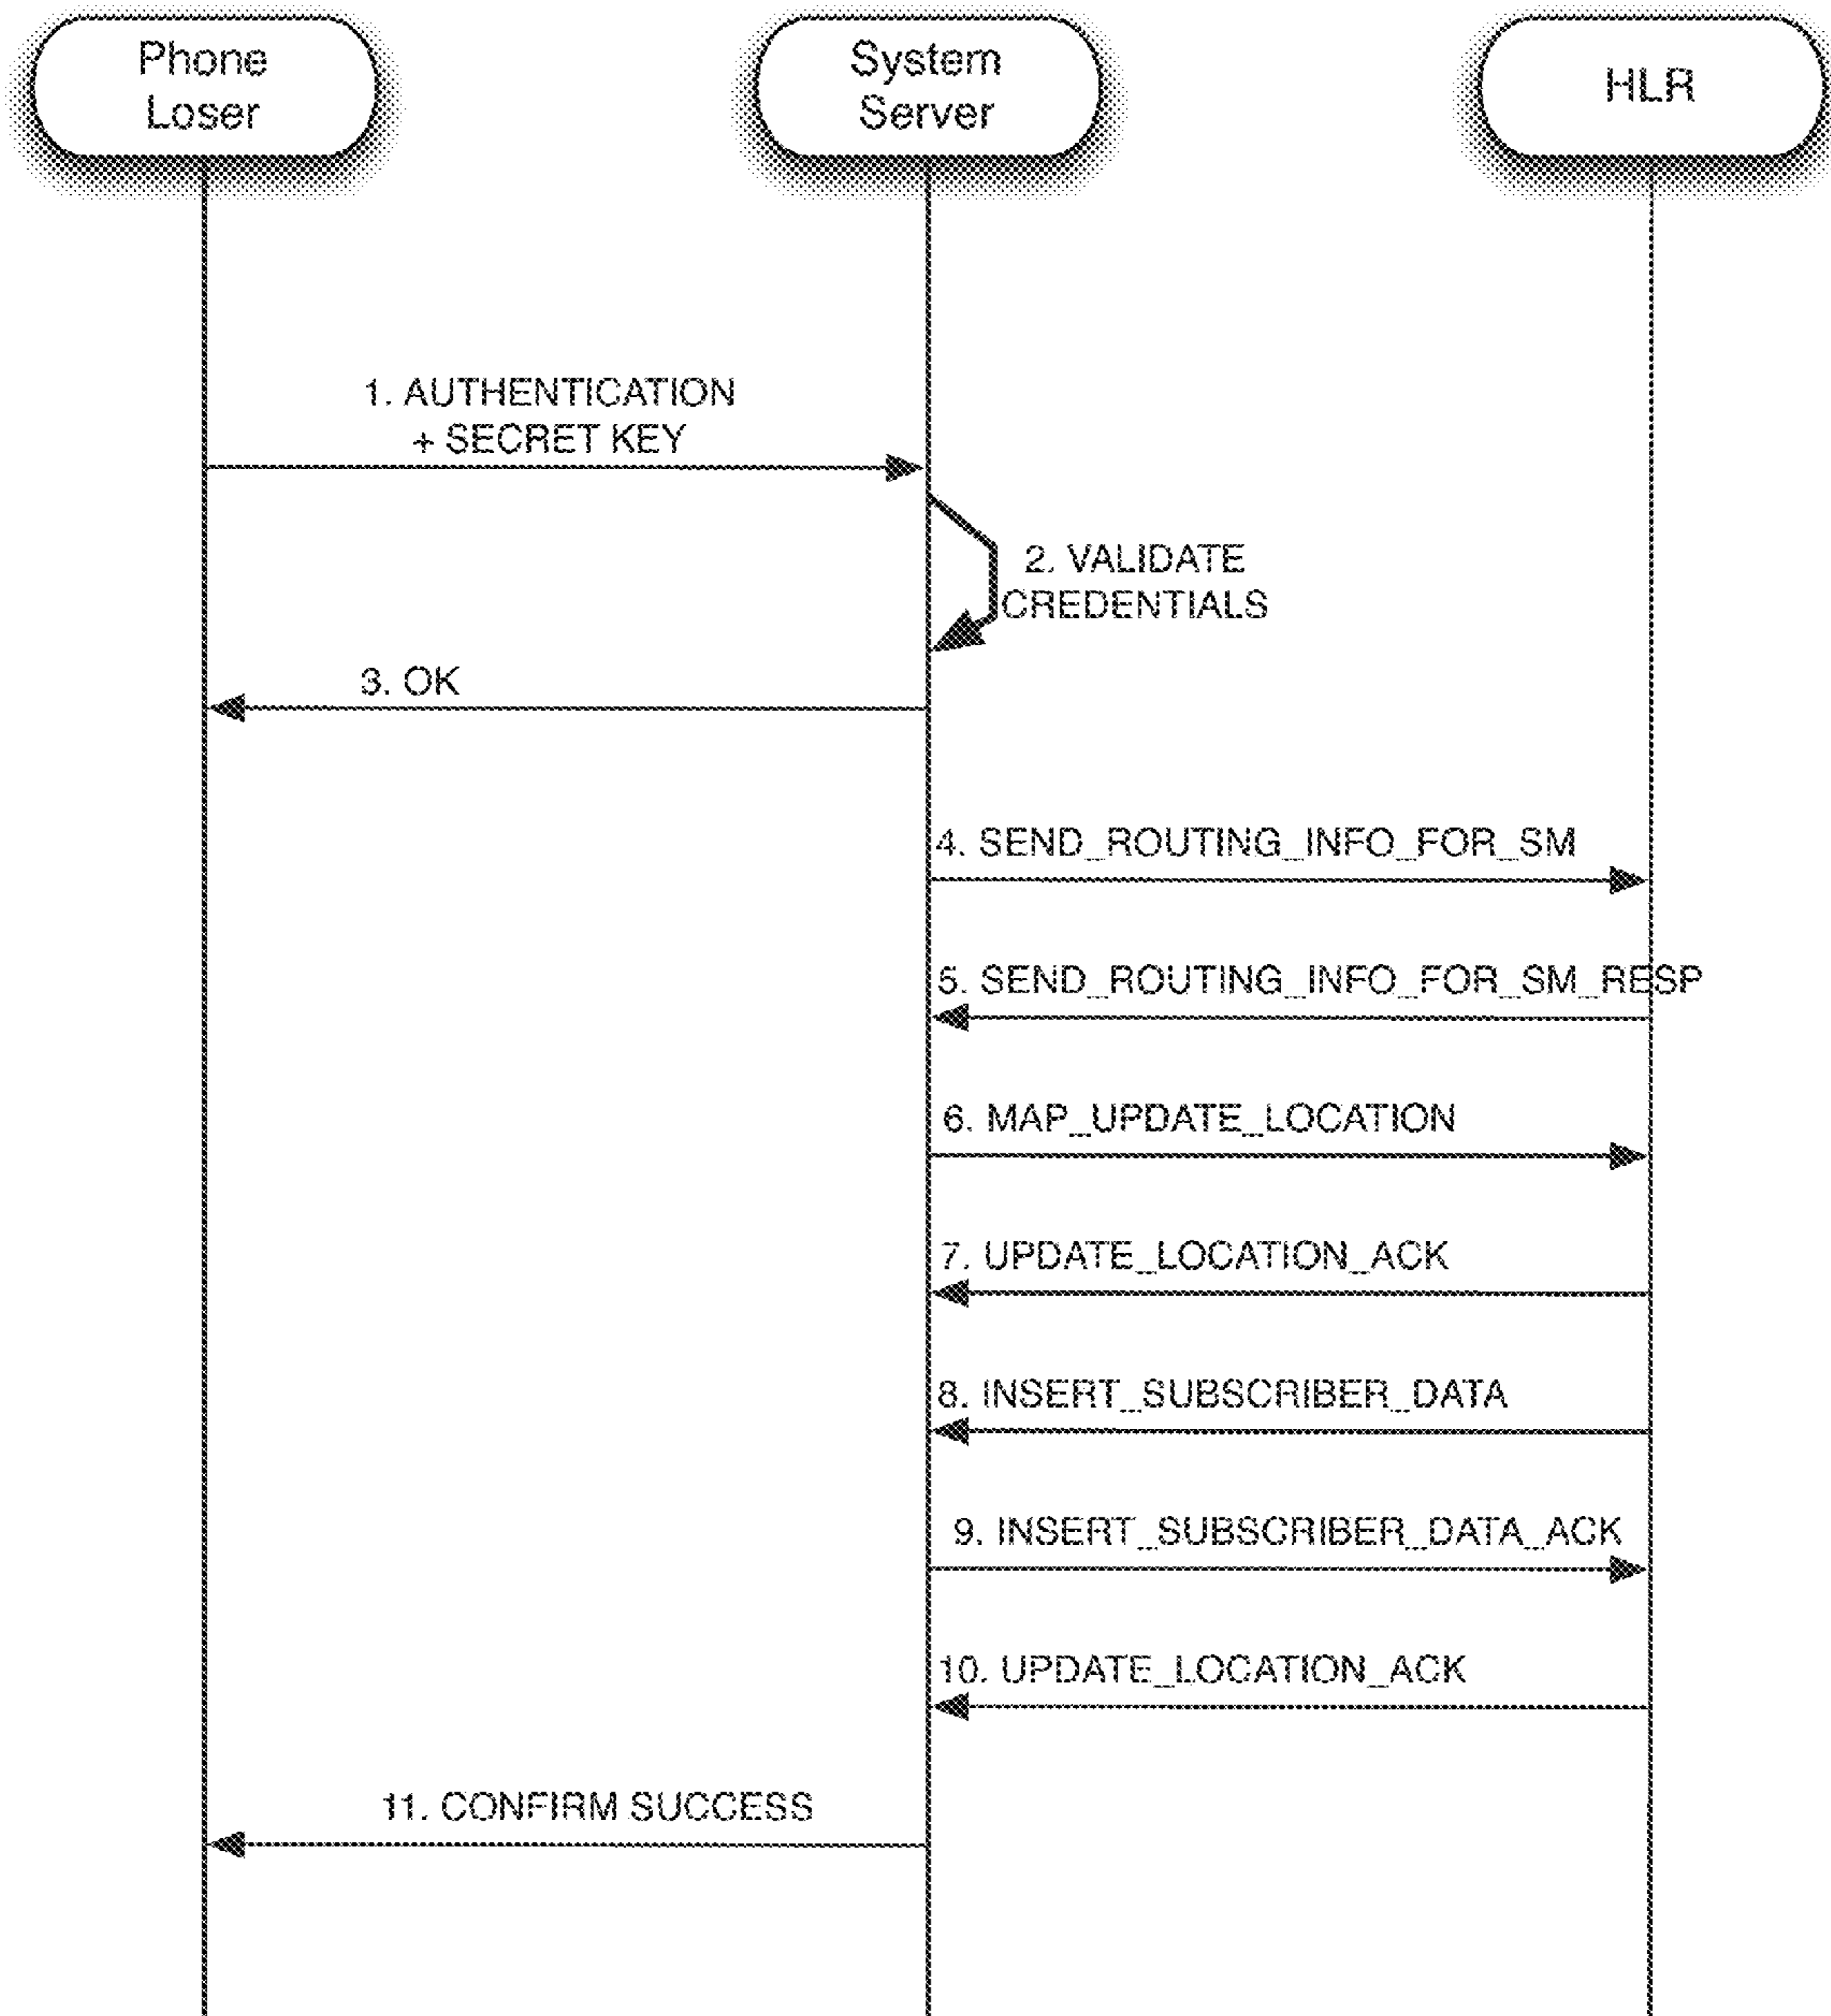 Phone
Loser
System
Server
HLR
1. AUTHENTICATION
+ SECRET KEY
2. VALIDATE
CREDENTIALS
3. OK
4. SEND_ROUTING_INFO_FOR_SM
5. SEND_ROUTING_INFO_FOR_SM_RESP
6. MAP_UPDATE_LOCATION
7. UPDATE_LOCATION_ACK
8. INSERT_SUBSCRIBER_DATA
9. INSERT_SUBSCRIBER_DATA_ACK
10. UPDATE_LOCATION_ACK
11. CONFIRM SUCCESS